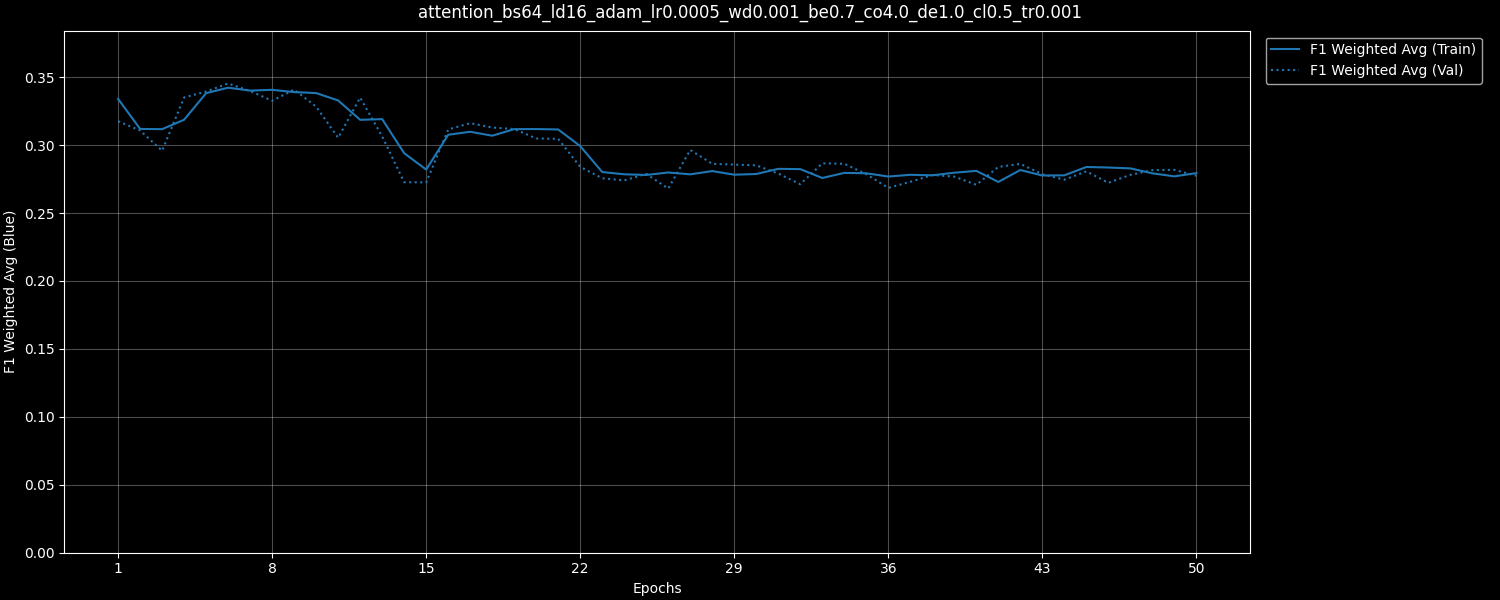 attention_bs64_ld16_adam_lr0.0005_wd0.001_be0.7_co4.0_de1.0_cl0.5_tr0.001
F1 Weighted Avg (Train)
F1 Weighted Avg (Val)
F1 Weighted Avg (Blue)
0.35
0.30
0.25
0.20
0.15
0.10
0.05
0.00
1 8 15 22 29 36 43 50
Epochs